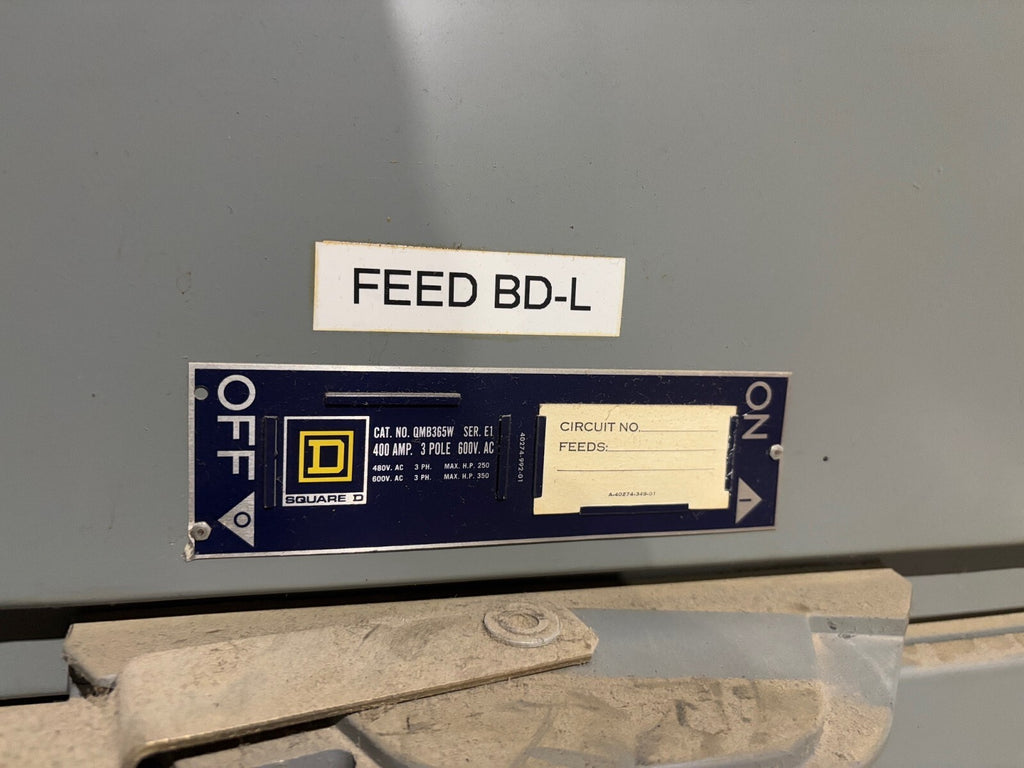 FEED BD-L
OFF
O
D
SQUARE D
CAT. NO. QMB365W SER. E1
400 AMP. 3 POLE 600V. AC
480V. AC 3 PH. MAX. H.P. 250
600V. AC 3 PH. MAX. H.P. 350
40274-992-01
CIRCUIT NO.
FEEDS:
A-40274-349-01
ON
I